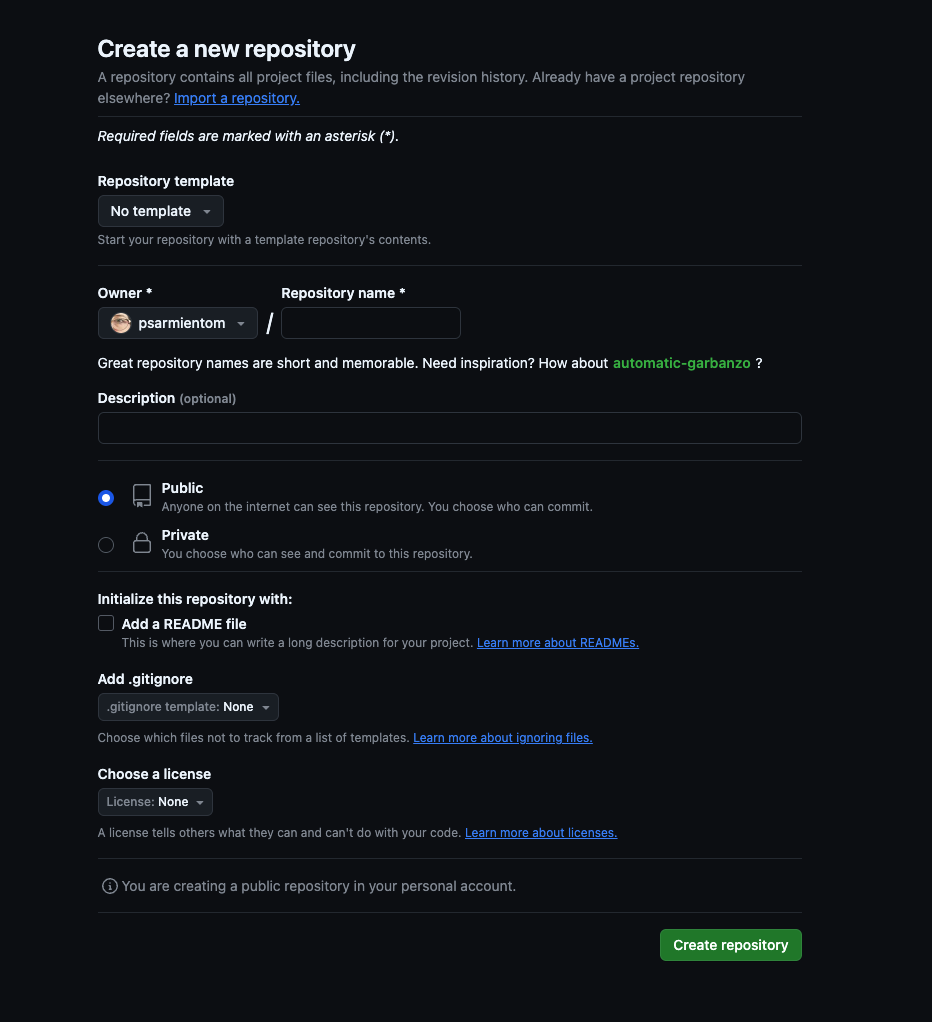 Create a new repository
A repository contains all project files, including the revision history. Already have a project repository
elsewhere? Import a repository.
Required fields are marked with an asterisk (*).
Repository template
No template
Start your repository with a template repository's contents.
Owner *
Repository name *
psarmientom
/
Great repository names are short and memorable. Need inspiration? How about automatic-garbanzo ?
Description (optional)
Public
Anyone on the internet can see this repository. You choose who can commit.
Private
You choose who can see and commit to this repository.
Initialize this repository with:
Add a README file
This is where you can write a long description for your project. Learn more about READMEs.
Add .gitignore
.gitignore template: None
Choose which files not to track from a list of templates. Learn more about ignoring files.
Choose a license
License: None
A license tells others what they can and can't do with your code. Learn more about licenses.
You are creating a public repository in your personal account.
Create repository